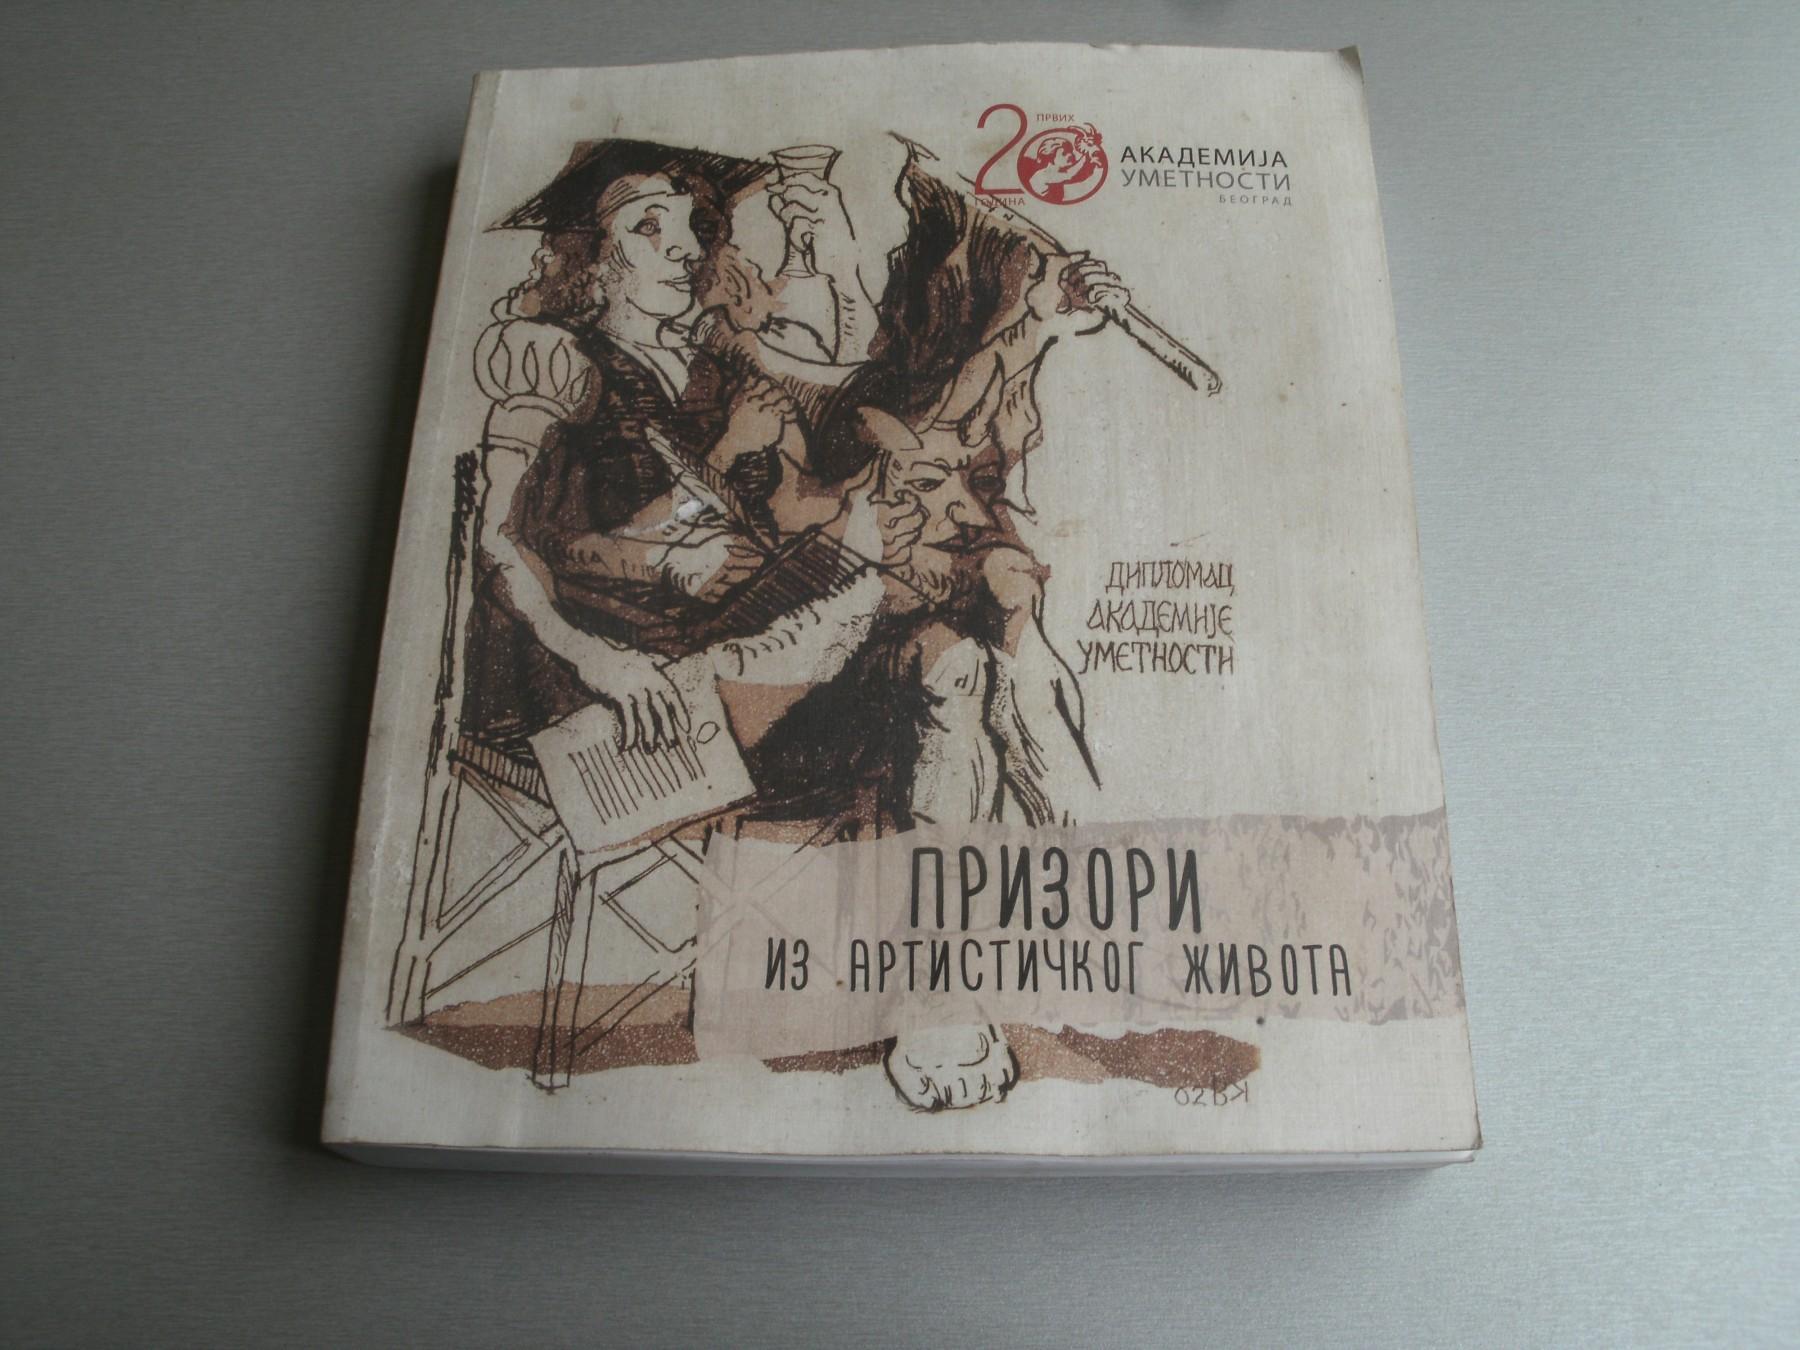 20 ПРВИХ
ГОДИНА
АКАДЕМИЈА
УМЕТНОСТИ
БЕОГРАД
ДИПЛОМАЦ
АКАДЕМИЈЕ
УМЕТНОСТИ
ПРИЗОРИ
ИЗ АРТИСТИЧКОГ ЖИВОТА